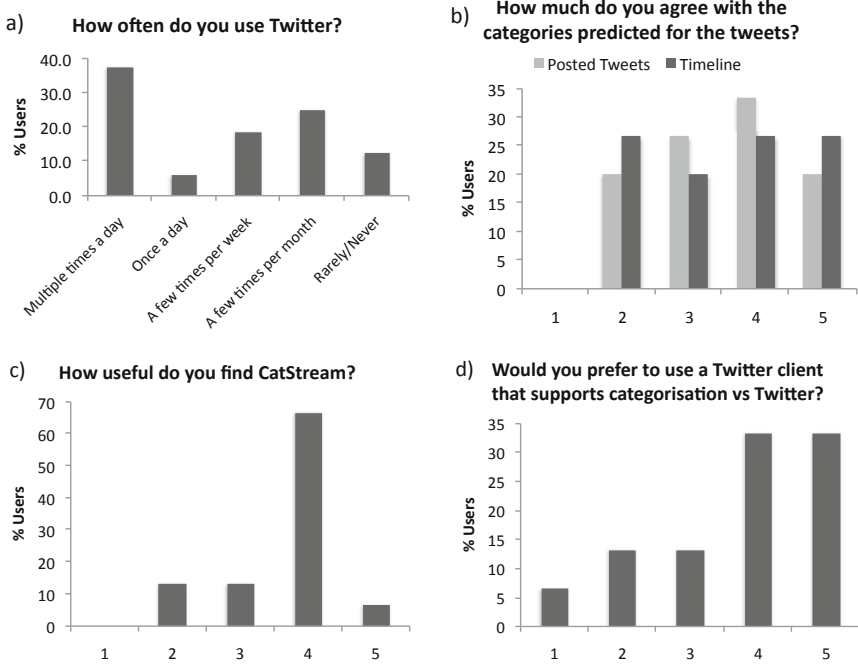 a)
How often do you use Twitter?
% Users
40.0
30.0
20.0
10.0
0.0
Multiple times a day
Once a day
A few times per week
A few times per month
Rarely/Never
b)
How much do you agree with the
categories predicted for the tweets?
Posted Tweets Timeline
% Users
35
30
25
20
15
10
5
0
1 2 3 4 5
c)
How useful do you find CatStream?
% Users
70
60
50
40
30
20
10
0
1 2 3 4 5
d)
Would you prefer to use a Twitter client
that supports categorisation vs Twitter?
% Users
35
30
25
20
15
10
5
0
1 2 3 4 5